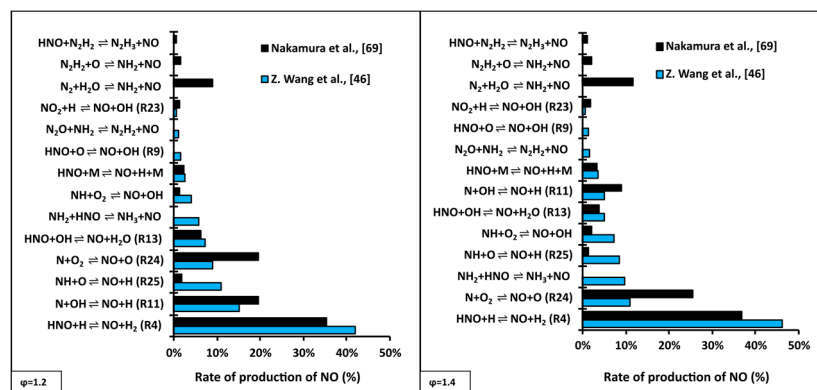 HNO+N₂H₂ ⇌ N₂H₃+NO
N₂H₂+O ⇌ NH₂+NO
N₂+H₂O ⇌ NH₂+NO
NO₂+H ⇌ NO+OH (R23)
N₂O+NH₂ ⇌ N₂H₂+NO
HNO+O⇌ NO+OH (R9)
HNO+M ⇌ NO+H+M
NH+O₂ ⇌ NO+OH
NH₂+HNO ⇌ NH₃+NO
HNO+OH⇌ NO+H₂O (R13)
N+O₂⇌ NO+O (R24)
NH+O⇌ NO+H (R25)
N+OH⇌ NO+H (R11)
HNO+H⇌ NO+H₂ (R4)
Nakamura et al., [69]
Z. Wang et al., [46]
0% 10% 20% 30% 40% 50%
Rate of production of NO (%)
φ=1.2
HNO+N₂H₂ ⇌ N₂H₃+NO
N₂H₂+O ⇌ NH₂+NO
N₂+H₂O ⇌ NH₂+NO
NO₂+H ⇌ NO+OH (R23)
HNO+O⇌ NO+OH (R9)
N₂O+NH₂ ⇌ N₂H₂+NO
HNO+M ⇌ NO+H+M
N+OH⇌ NO+H (R11)
HNO+OH⇌ NO+H₂O (R13)
NH+O₂⇌ NO+OH
NH+O⇌ NO+H (R25)
NH₂+HNO ⇌ NH₃+NO
N+O₂⇌ NO+O (R24)
HNO+H⇌ NO+H₂ (R4)
Nakamura et al., [69]
Z. Wang et al., [46]
0% 10% 20% 30% 40% 50%
Rate of production of NO (%)
φ=1.4